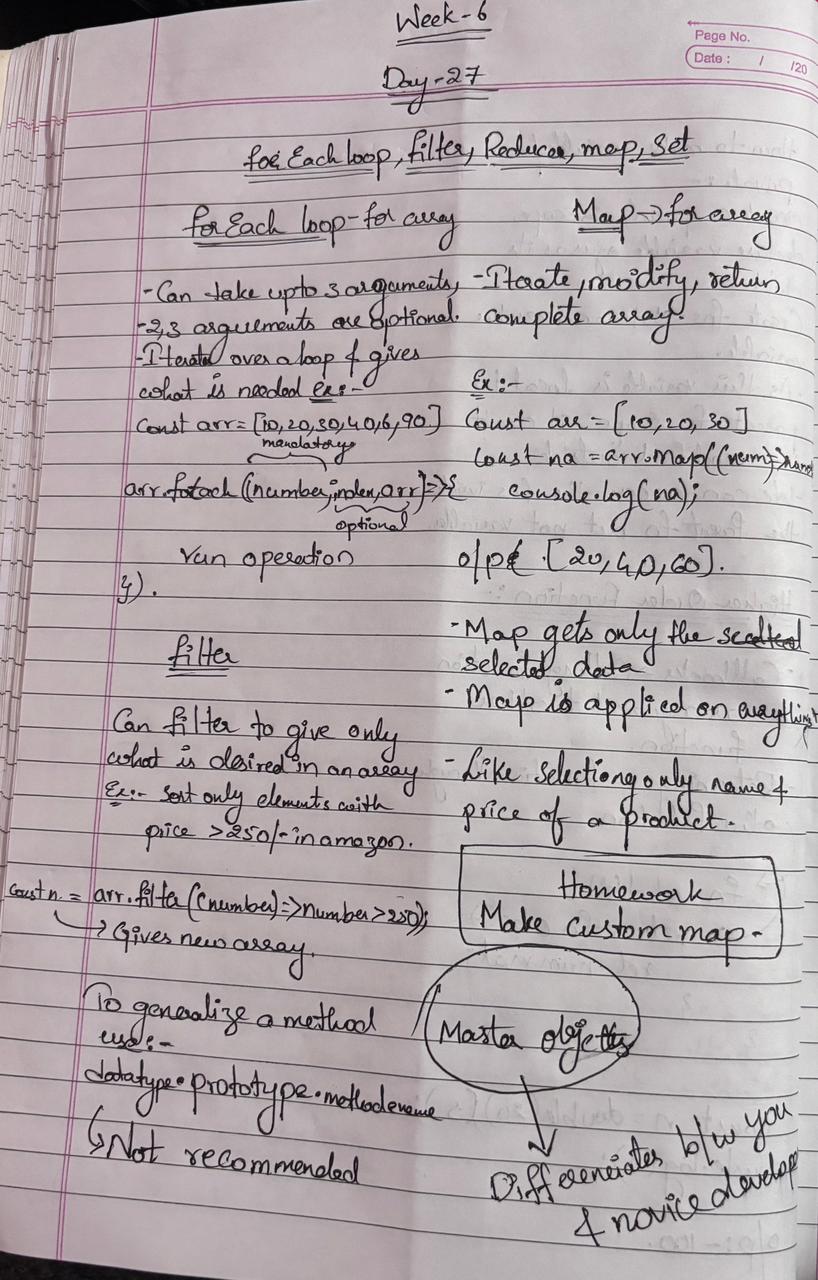 Week-6
Page No.
Date : / /20
Day-27
forEach loop, filter, Reducer, map, set
forEach loop-for array
-Can take upto 3 arguments,
-2,3 arguements are optional.
-Iterate over a loop & gives
what is needed ex:-
Const arr=[10,20,30,40,6,90]
mandatory
arr.foreach((number,index,arr)=>{
optional
run operation
}).
filter
Can filter to give only
what is desired in an array
Ex:- Sort only elements with
price >250/- in amazon.
Const n. = arr.filter((number)=>number>250);
→ Gives new array.
To generalize a method
use:-
datatype.prototype.methodename
↳Not recommended
Map→for array
-Iterate, modify, return
complete array.
Ex:-
Const arr=[10,20,30]
Const na=arr.Map((num)=>
console.log(na);
o/p [20,40,60].
-Map gets only the
selected data
-Map is applied on everything
-Like selectiong only name &
price of a product.
Homework
Make custom map-
Master objects
Differenciates b/w you
& novice develop